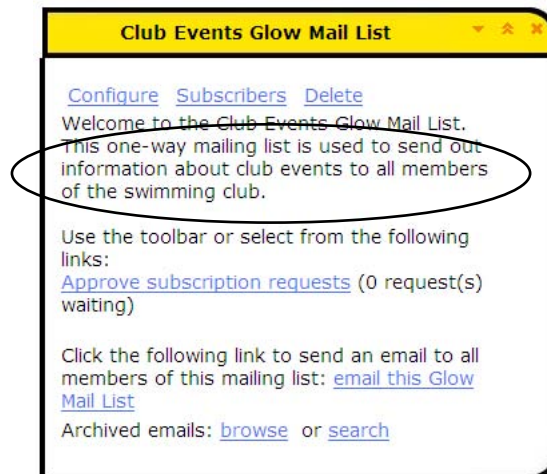 Club Events Glow Mail List
Configure Subscribers Delete
Welcome to the Club Events Glow Mail List.
This one-way mailing list is used to send out
information about club events to all members
of the swimming club.
Use the toolbar or select from the following
links:
Approve subscription requests (0 request(s)
waiting)
Click the following link to send an email to all
members of this mailing list: email this Glow
Mail List
Archived emails: browse or search